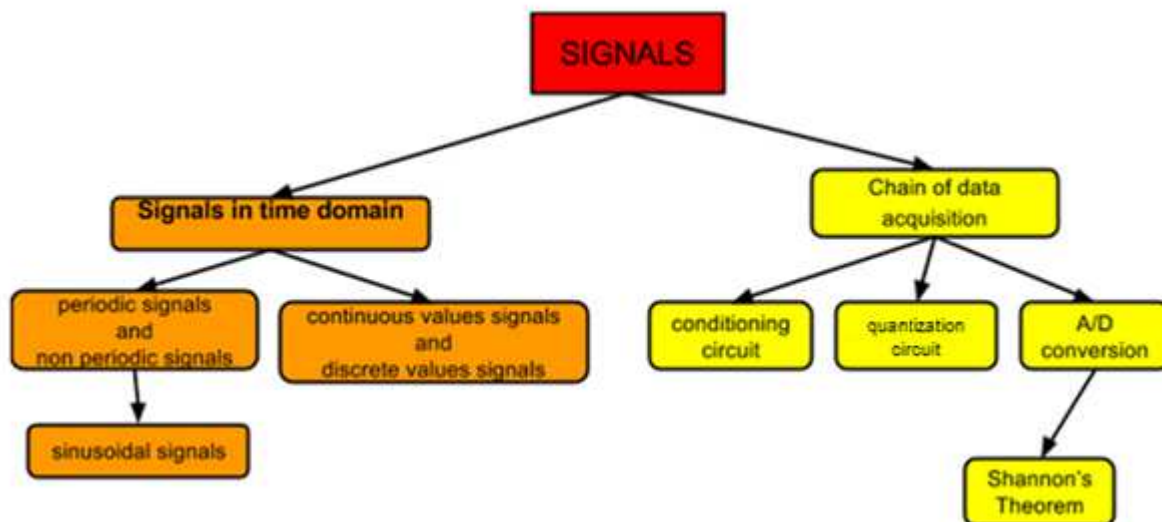 SIGNALS
Signals in time domain
Chain of data
acquisition
periodic signals
and
non periodic signals
continuous values signals
and
discrete values signals
conditioning
circuit
quantization
circuit
A/D
conversion
sinusoidal signals
Shannon's
Theorem